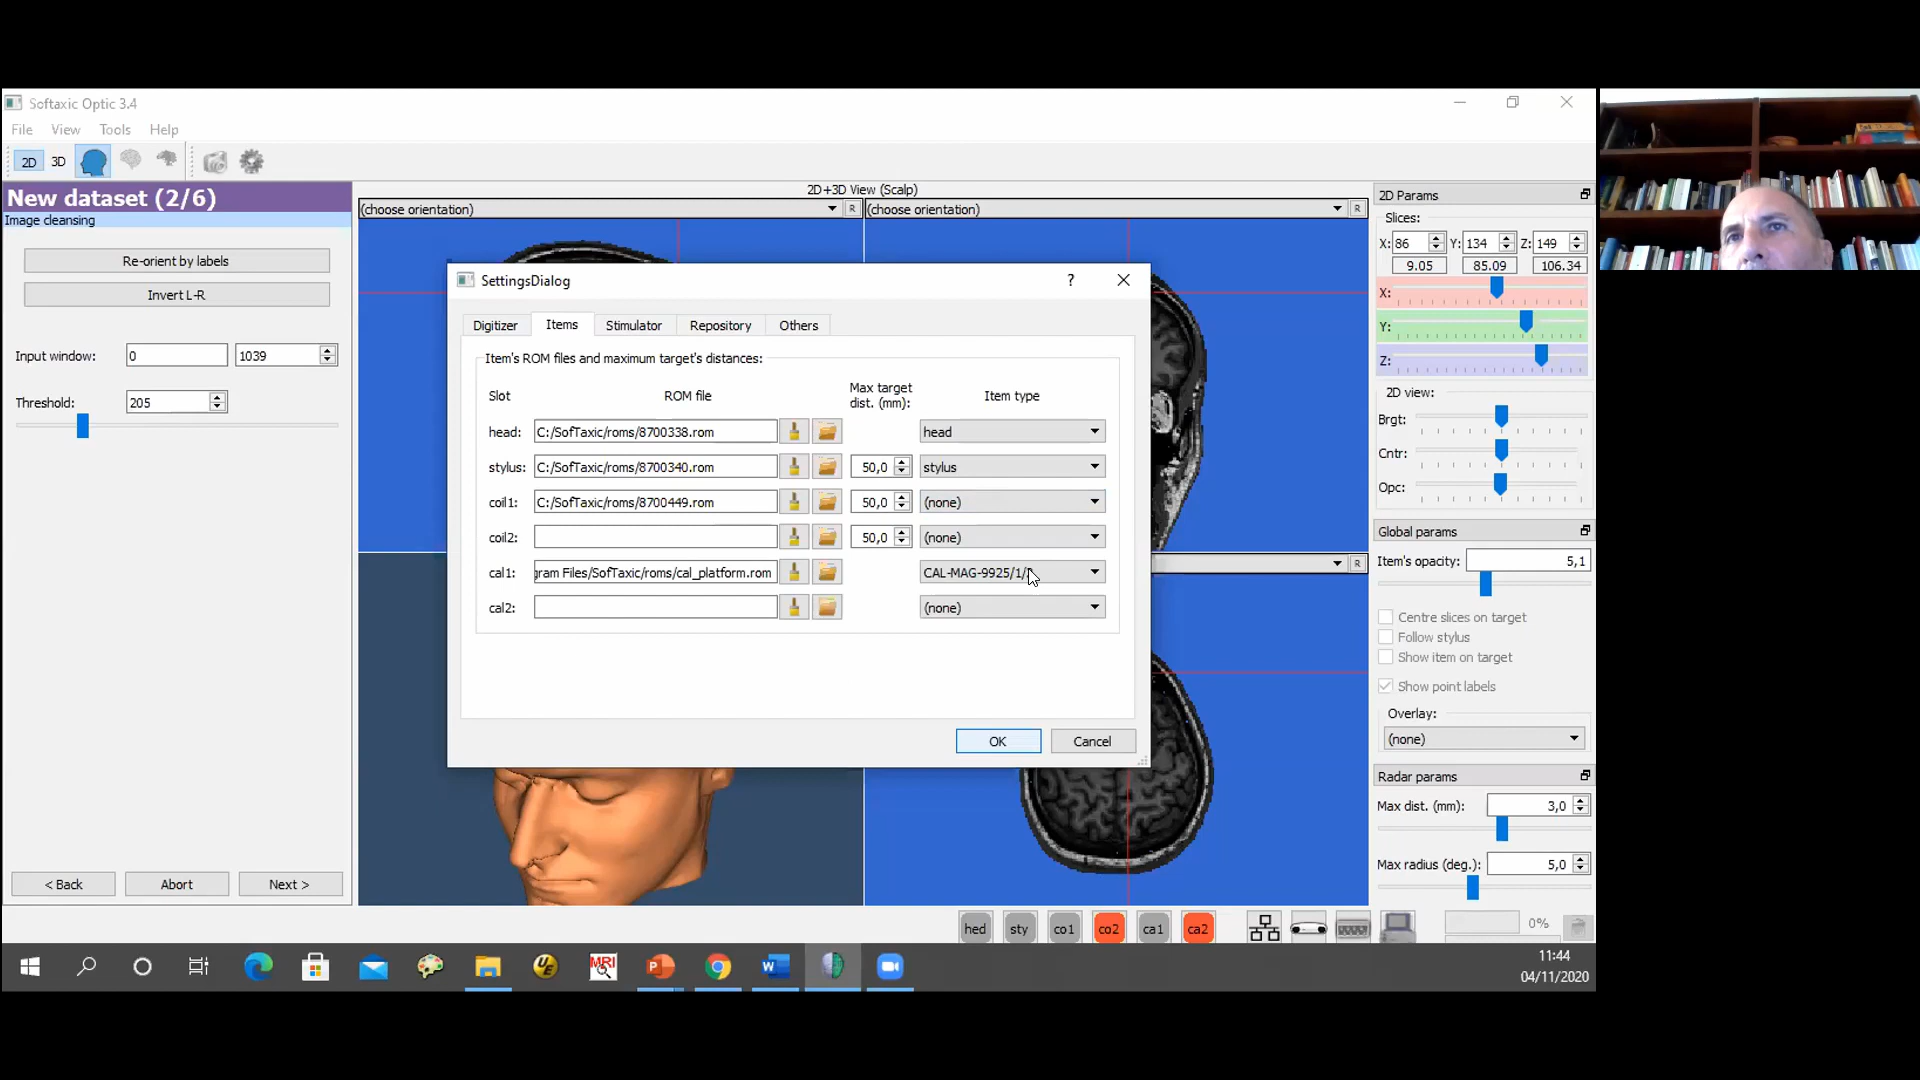 Softaxic Optic 3.4
File View Tools Help
2D 3D
New dataset (2/6)
Image cleansing
Re-orient by labels
Invert L-R
Input window: 0 1039
Threshold: 205
< Back Abort Next >
2D+3D View (Scalp)
(choose orientation) R (choose orientation) R
R
SettingsDialog ?
Digitizer Items Stimulator Repository Others
Item's ROM files and maximum target's distances:
Slot ROM file Max target dist. (mm): Item type
head: C:/SofTaxic/roms/8700338.rom head
stylus: C:/SofTaxic/roms/8700340.rom 50,0 stylus
coil1: C:/SofTaxic/roms/8700449.rom 50,0 (none)
coil2: 50,0 (none)
cal1: gram Files/SofTaxic/roms/cal_platform.rom CAL-MAG-9925/1/
cal2: (none)
OK Cancel
2D Params
Slices:
X: 86 Y: 134 Z: 149
9.05 85.09 106.34
X:
Y:
Z:
2D view:
Brgt:
Cntr:
Opc:
Global params
Item's opacity: 5,1
Centre slices on target
Follow stylus
Show item on target
Show point labels
Overlay:
(none)
Radar params
Max dist. (mm): 3,0
Max radius (deg.): 5,0
hed sty co1 co2 ca1 ca2 0%
MRI
11:44
04/11/2020